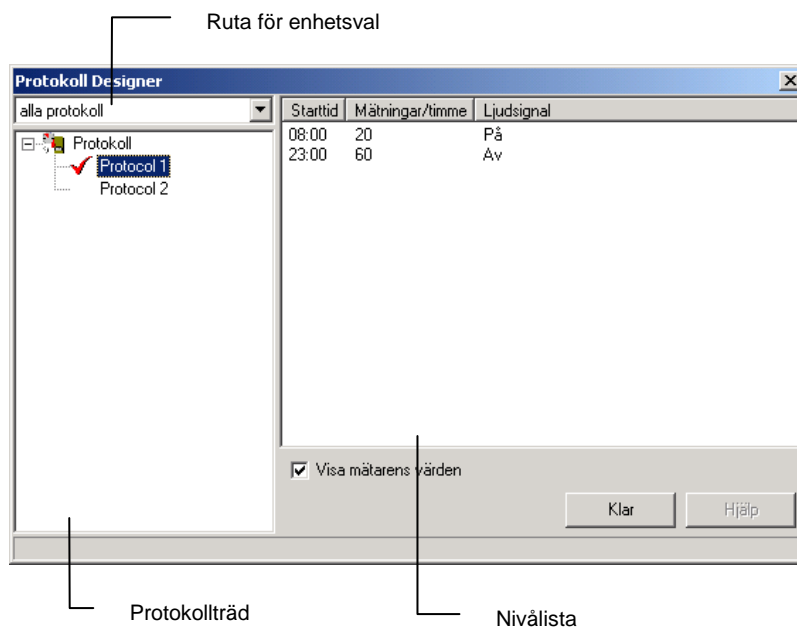 Ruta för enhetsval
Protokoll Designer
alla protokoll
Starttid Mätningar/timme Ljudsignal
08:00 20 På
23:00 60 Av
Protokoll
Protocol 1
Protocol 2
Visa mätarens värden
Klar Hjälp
Protokollträd
Nivålista